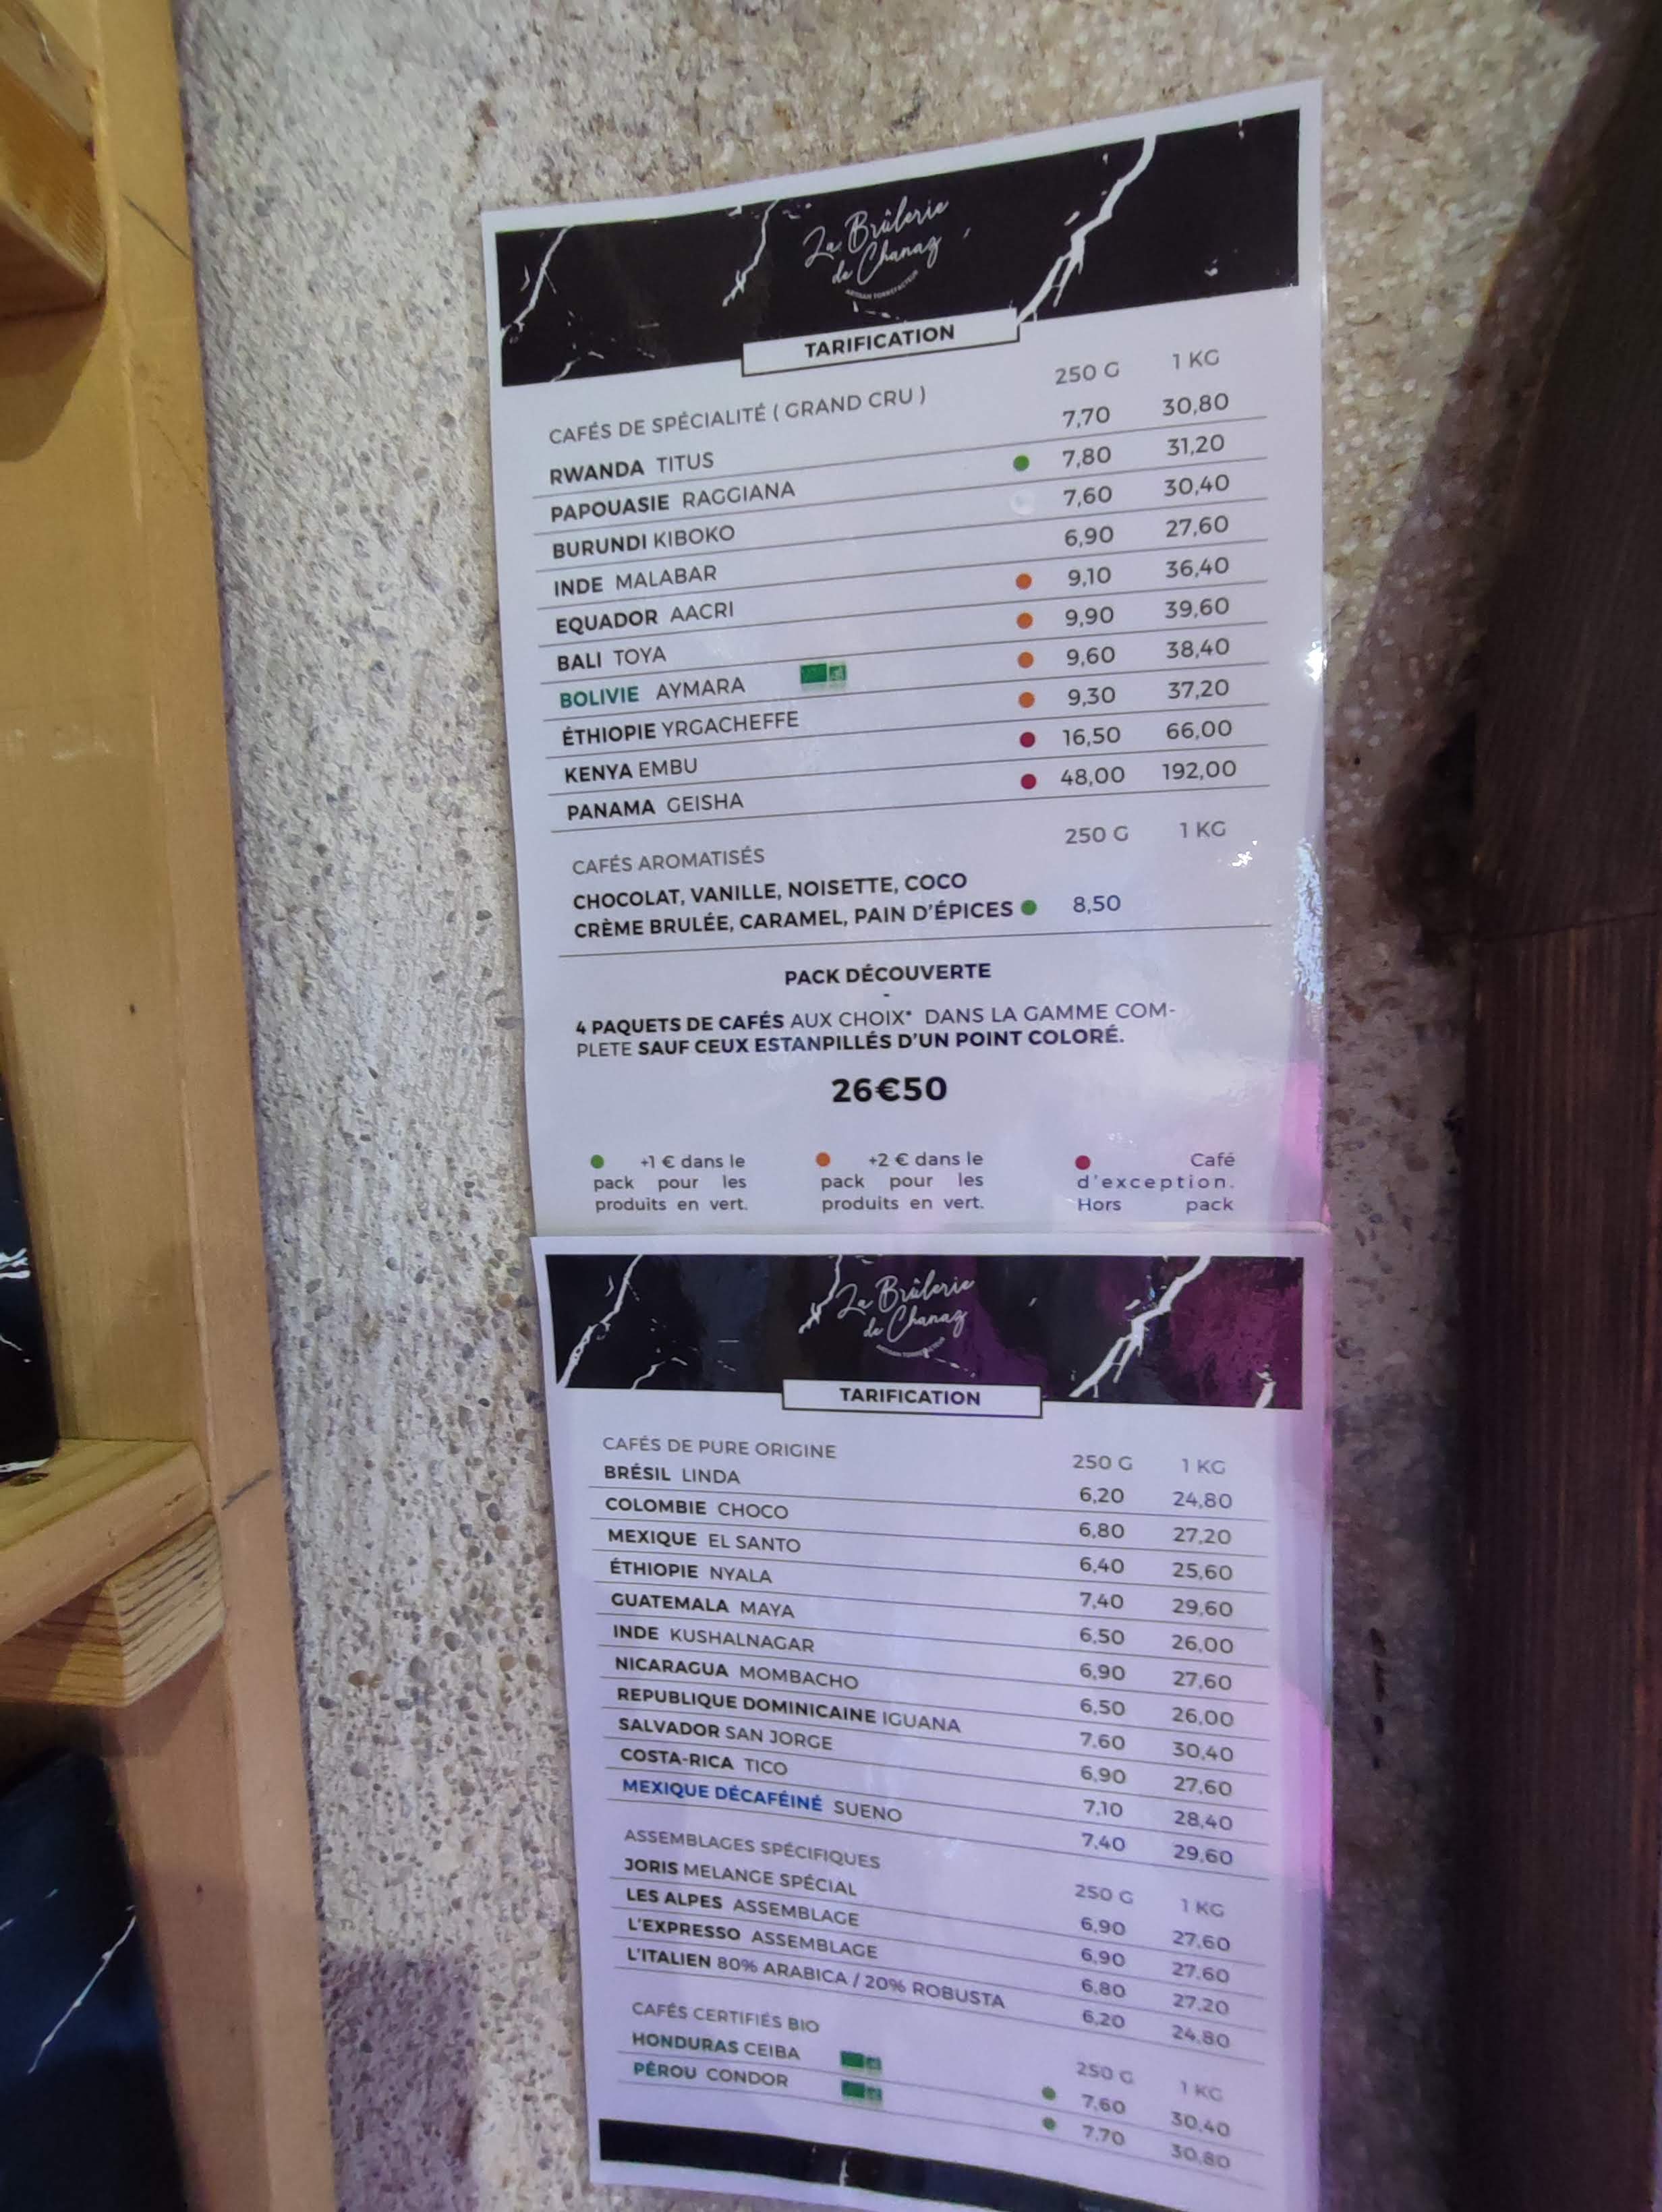 La Brûlerie
de Chanaz
ARTISAN TORREFACTEUR
TARIFICATION
CAFÉS DE SPÉCIALITÉ ( GRAND CRU ) 250 G 1 KG
RWANDA TITUS 7,70 30,80
PAPOUASIE RAGGIANA 7,80 31,20
BURUNDI KIBOKO 7,60 30,40
INDE MALABAR 6,90 27,60
EQUADOR AACRI 9,10 36,40
BALI TOYA 9,90 39,60
BOLIVIE AYMARA 9,60 38,40
ÉTHIOPIE YRGACHEFFE 9,30 37,20
KENYA EMBU 16,50 66,00
PANAMA GEISHA 48,00 192,00
CAFÉS AROMATISÉS 250 G 1 KG
CHOCOLAT, VANILLE, NOISETTE, COCO
CRÈME BRULÉE, CARAMEL, PAIN D'ÉPICES 8,50
PACK DÉCOUVERTE
-
4 PAQUETS DE CAFÉS AUX CHOIX* DANS LA GAMME COM-
PLETE SAUF CEUX ESTANPILLÉS D'UN POINT COLORÉ.
26€50
+1 € dans le
pack pour les
produits en vert.
+2 € dans le
pack pour les
produits en vert.
Café
d'exception.
Hors pack
La Brûlerie
de Chanaz
ARTISAN TORREFACTEUR
TARIFICATION
CAFÉS DE PURE ORIGINE 250 G 1 KG
BRÉSIL LINDA 6,20 24,80
COLOMBIE CHOCO 6,80 27,20
MEXIQUE EL SANTO 6,40 25,60
ÉTHIOPIE NYALA 7,40 29,60
GUATEMALA MAYA 6,50 26,00
INDE KUSHALNAGAR 6,90 27,60
NICARAGUA MOMBACHO 6,50 26,00
REPUBLIQUE DOMINICAINE IGUANA 7,60 30,40
SALVADOR SAN JORGE 6,90 27,60
COSTA-RICA TICO 7,10 28,40
MEXIQUE DÉCAFÉINÉ SUENO 7,40 29,60
ASSEMBLAGES SPÉCIFIQUES 250 G 1 KG
JORIS MELANGE SPÉCIAL 6,90 27,60
LES ALPES ASSEMBLAGE 6,90 27,60
L'EXPRESSO ASSEMBLAGE 6,80 27,20
L'ITALIEN 80% ARABICA / 20% ROBUSTA 6,20 24,80
CAFÉS CERTIFIÉS BIO 250 G 1 KG
HONDURAS CEIBA 7,60 30,40
PÉROU CONDOR 7,70 30,80